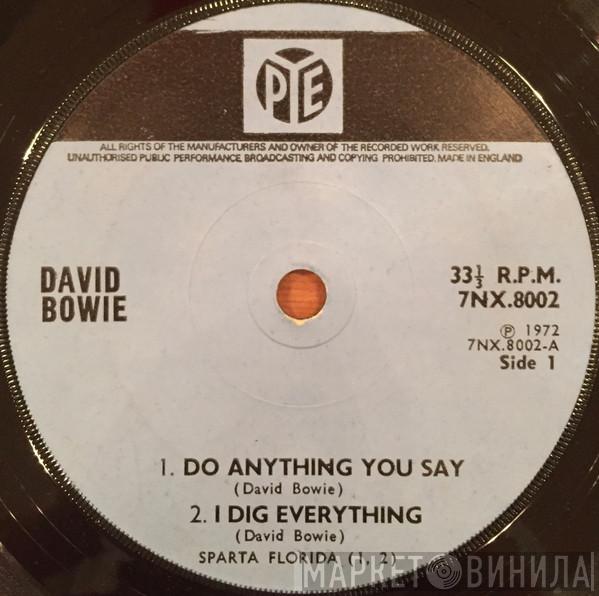 PYE
ALL RIGHTS OF THE MANUFACTURERS AND OWNER OF THE RECORDED WORK RESERVED.
UNAUTHORISED PUBLIC PERFORMANCE, BROADCASTING AND COPYING PROHIBITED. MADE IN ENGLAND
DAVID
BOWIE
33⅓ R.P.M.
7NX.8002
℗ 1972
7NX.8002-A
Side 1
1. DO ANYTHING YOU SAY
(David Bowie)
2. I DIG EVERYTHING
(David Bowie)
SPARTA FLORIDA (1, 2)
МАРКЕТ ВИНИЛА